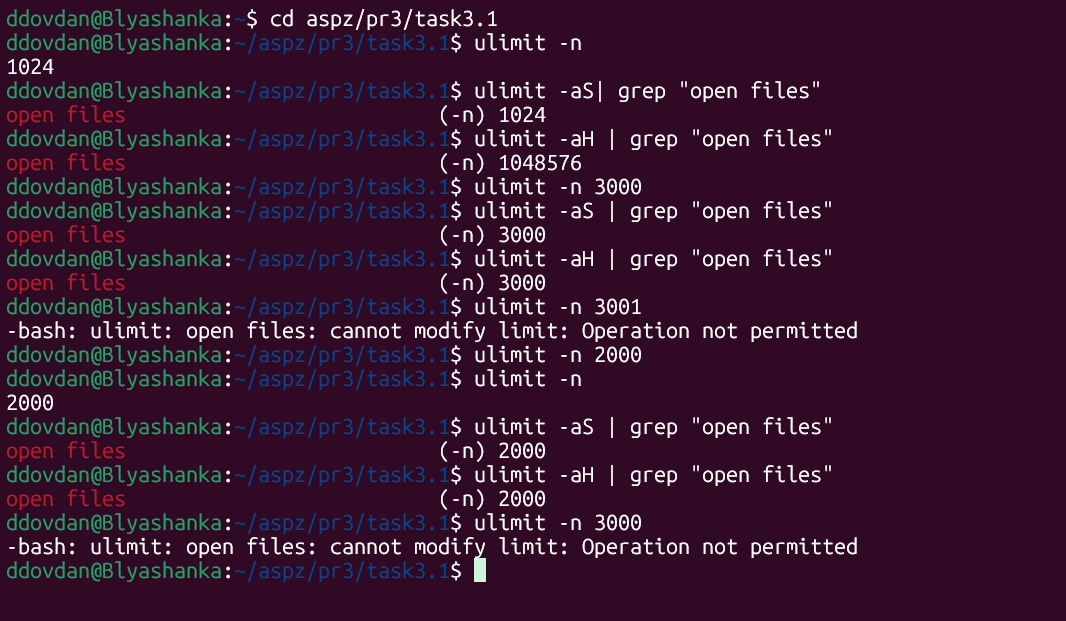 ddovdan@Blyashanka:~$ cd aspz/pr3/task3.1
ddovdan@Blyashanka:~/aspz/pr3/task3.1$ ulimit -n
1024
ddovdan@Blyashanka:~/aspz/pr3/task3.1$ ulimit -aS| grep "open files"
open files                          (-n) 1024
ddovdan@Blyashanka:~/aspz/pr3/task3.1$ ulimit -aH | grep "open files"
open files                          (-n) 1048576
ddovdan@Blyashanka:~/aspz/pr3/task3.1$ ulimit -n 3000
ddovdan@Blyashanka:~/aspz/pr3/task3.1$ ulimit -aS | grep "open files"
open files                          (-n) 3000
ddovdan@Blyashanka:~/aspz/pr3/task3.1$ ulimit -aH | grep "open files"
open files                          (-n) 3000
ddovdan@Blyashanka:~/aspz/pr3/task3.1$ ulimit -n 3001
-bash: ulimit: open files: cannot modify limit: Operation not permitted
ddovdan@Blyashanka:~/aspz/pr3/task3.1$ ulimit -n 2000
ddovdan@Blyashanka:~/aspz/pr3/task3.1$ ulimit -n
2000
ddovdan@Blyashanka:~/aspz/pr3/task3.1$ ulimit -aS | grep "open files"
open files                          (-n) 2000
ddovdan@Blyashanka:~/aspz/pr3/task3.1$ ulimit -aH | grep "open files"
open files                          (-n) 2000
ddovdan@Blyashanka:~/aspz/pr3/task3.1$ ulimit -n 3000
-bash: ulimit: open files: cannot modify limit: Operation not permitted
ddovdan@Blyashanka:~/aspz/pr3/task3.1$